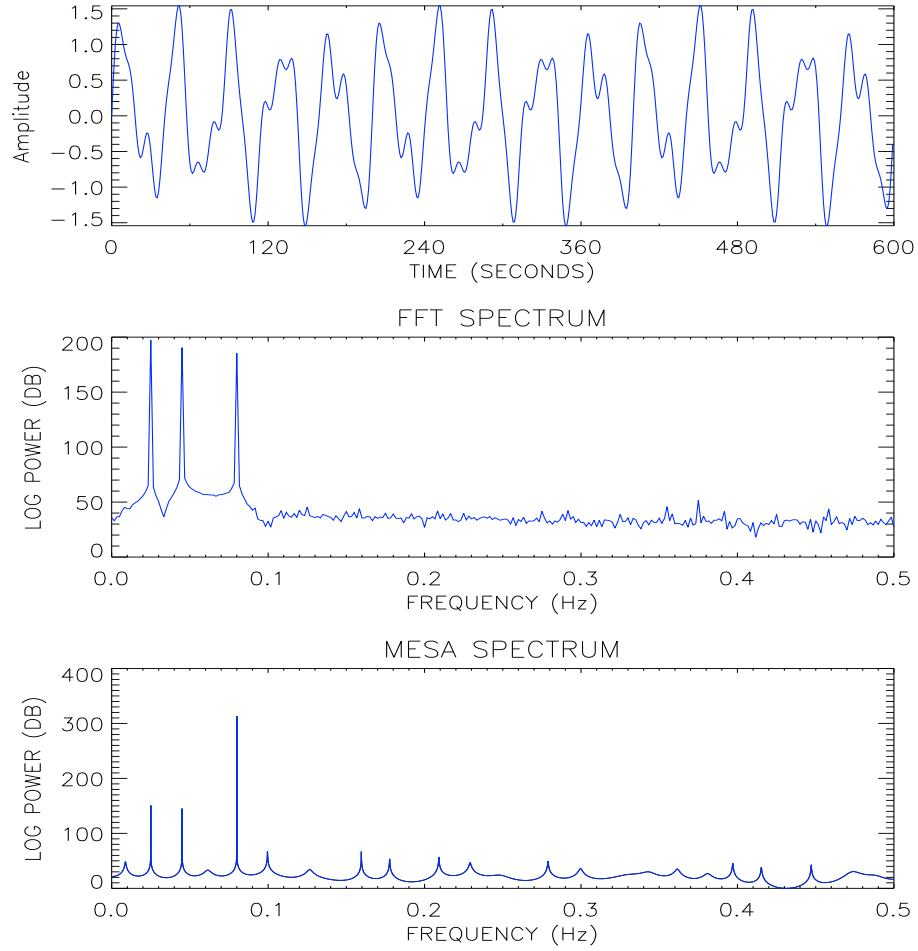 1.5
1.0
0.5
0.0
−0.5
−1.0
−1.5
Amplitude
0 120 240 360 480 600
TIME (SECONDS)
FFT SPECTRUM
200
150
100
50
0
LOG POWER (DB)
0.0 0.1 0.2 0.3 0.4 0.5
FREQUENCY (Hz)
MESA SPECTRUM
400
300
200
100
0
LOG POWER (DB)
0.0 0.1 0.2 0.3 0.4 0.5
FREQUENCY (Hz)